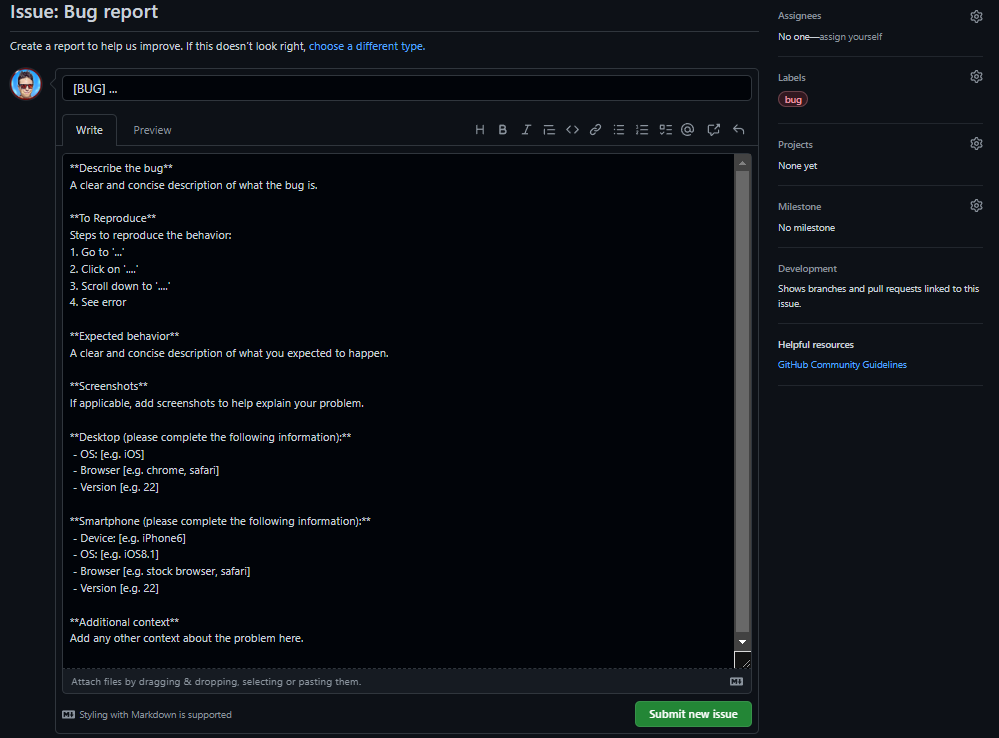 Issue: Bug report
Create a report to help us improve. If this doesn't look right, choose a different type.
[BUG] ...
Write
Preview
**Describe the bug**
A clear and concise description of what the bug is.
**To Reproduce**
Steps to reproduce the behavior:
1. Go to '...'
2. Click on '....'
3. Scroll down to '....'
4. See error
**Expected behavior**
A clear and concise description of what you expected to happen.
**Screenshots**
If applicable, add screenshots to help explain your problem.
**Desktop (please complete the following information):**
- OS: [e.g. iOS]
- Browser [e.g. chrome, safari]
- Version [e.g. 22]
**Smartphone (please complete the following information):**
- Device: [e.g. iPhone6]
- OS: [e.g. iOS8.1]
- Browser [e.g. stock browser, safari]
- Version [e.g. 22]
**Additional context**
Add any other context about the problem here.
Attach files by dragging & dropping, selecting or pasting them.
Styling with Markdown is supported
Submit new issue
Assignees
No one—assign yourself
Labels
bug
Projects
None yet
Milestone
No milestone
Development
Shows branches and pull requests linked to this
issue.
Helpful resources
GitHub Community Guidelines